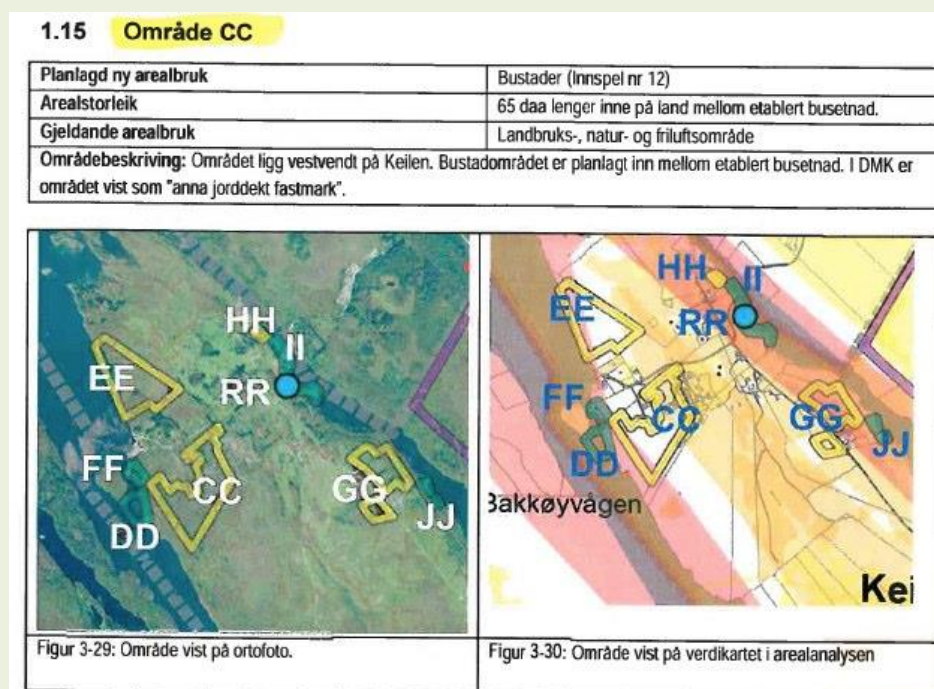 1.15 Område CC
Planlagd ny arealbruk
Bustader (Innspel nr 12)
Arealstorleik
65 daa lenger inne på land mellom etablert busetnad.
Gjeldande arealbruk
Landbruks-, natur- og friluftsområde
Områdebeskriving: Området ligg vestvendt på Keilen. Bustadområdet er planlagt inn mellom etablert busetnad. I DMK er
området vist som "anna jorddekt fastmark".
HH
II
EE
RR
FF
CC
GG
DD
JJ
HH
II
EE
RR
FF
CC
GG
DD
JJ
Bakkøyvågen
Kei
Figur 3-29: Område vist på ortofoto.
Figur 3-30: Område vist på verdikartet i arealanalysen